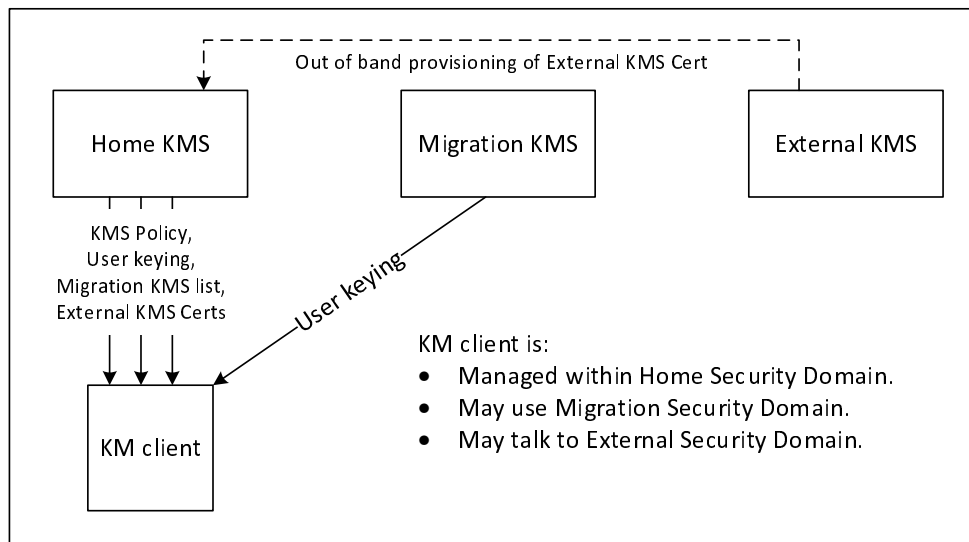 Out of band provisioning of External KMS Cert
Home KMS
Migration KMS
External KMS
KMS Policy,
User keying,
Migration KMS list,
External KMS Certs
User keying
KM client is:
• Managed within Home Security Domain.
• May use Migration Security Domain.
• May talk to External Security Domain.
KM client